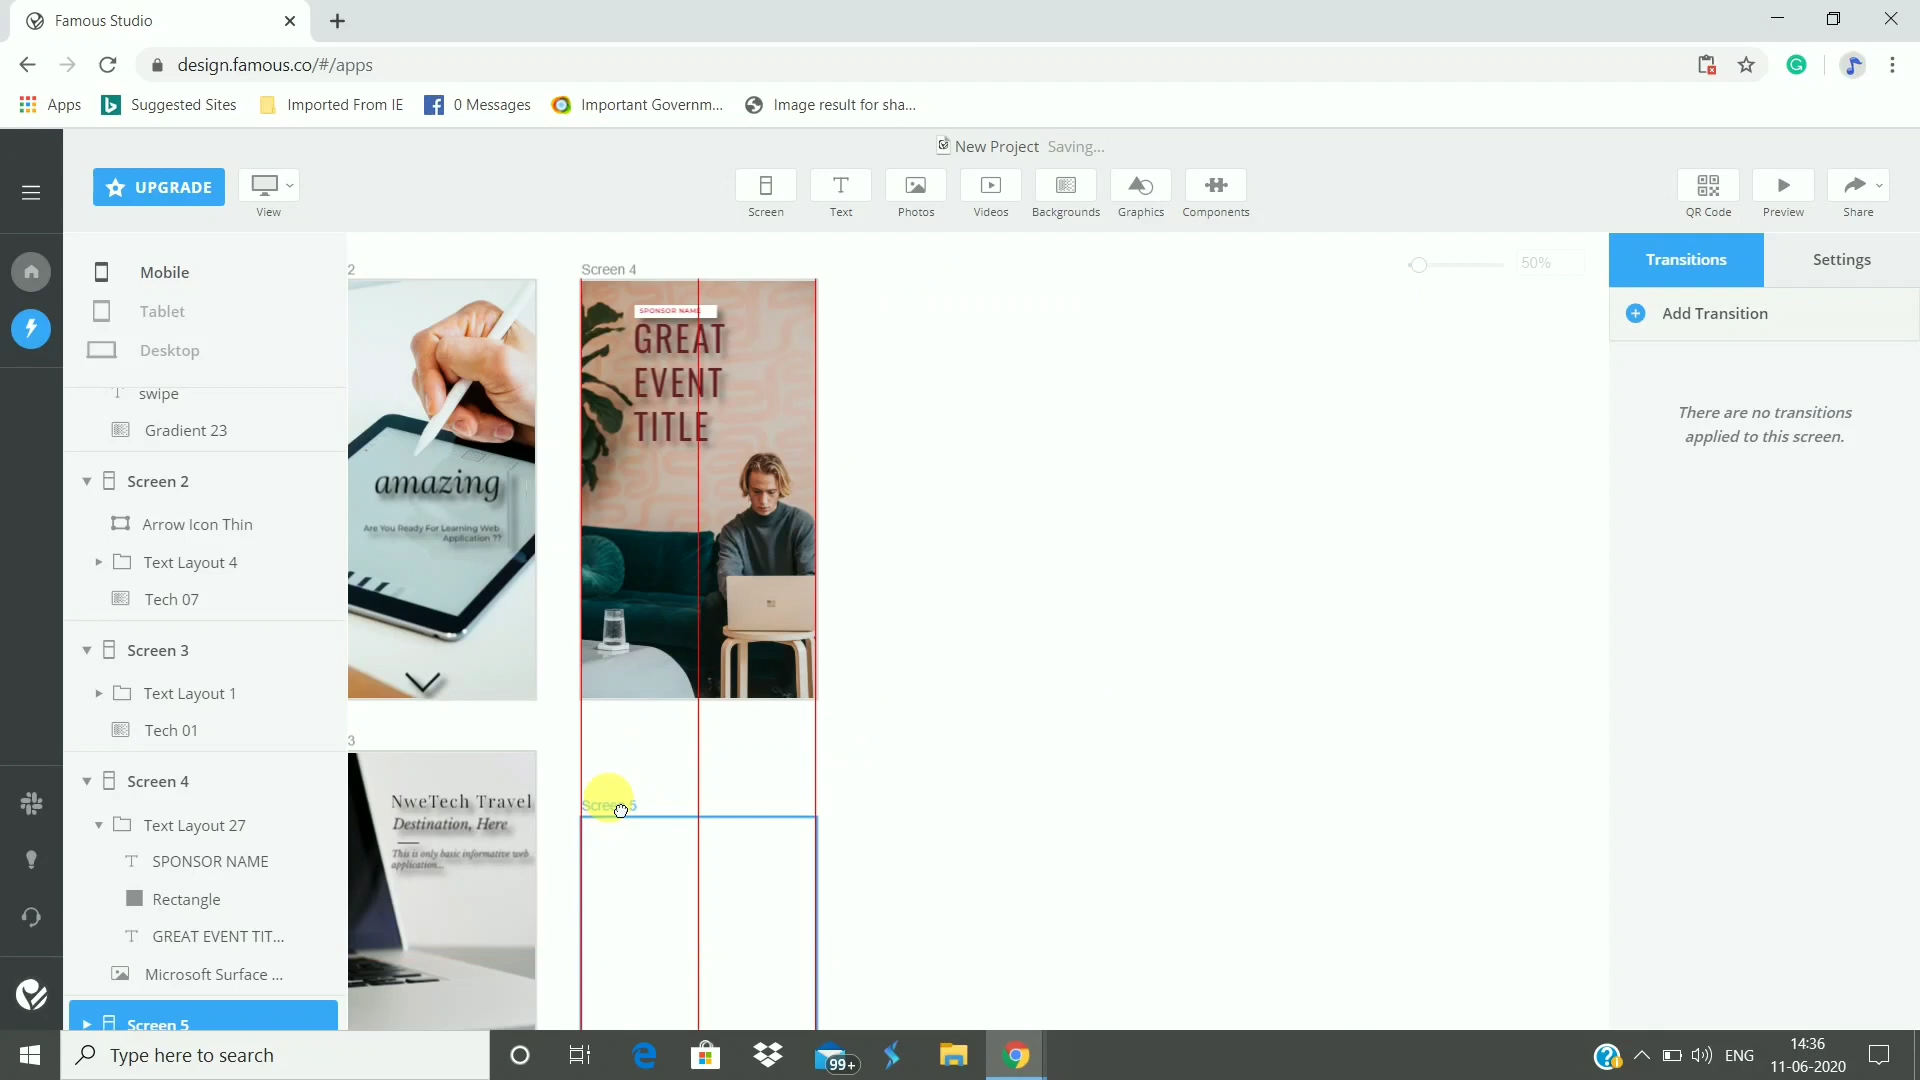 Famous Studio
design.famous.co/#/apps
Apps
Suggested Sites
Imported From IE
0 Messages
Important Governm...
Image result for sha...
New Project Saving...
UPGRADE
View
Screen
Text
Photos
Videos
Backgrounds
Graphics
Components
QR Code
Preview
Share
Mobile
Tablet
Desktop
swipe
Gradient 23
Screen 2
Arrow Icon Thin
Text Layout 4
Tech 07
Screen 3
Text Layout 1
Tech 01
Screen 4
Text Layout 27
SPONSOR NAME
Rectangle
GREAT EVENT TIT...
Microsoft Surface ...
Screen 5
2
amazing
Are You Ready For Learning Web
Application ??
3
NweTech Travel
Destination, Here
This is only basic informative web
application...
Screen 4
SPONSOR NAME
GREAT
EVENT
TITLE
Screen 5
50%
Transitions
Settings
Add Transition
There are no transitions
applied to this screen.
Type here to search
99+
ENG
14:36
11-06-2020